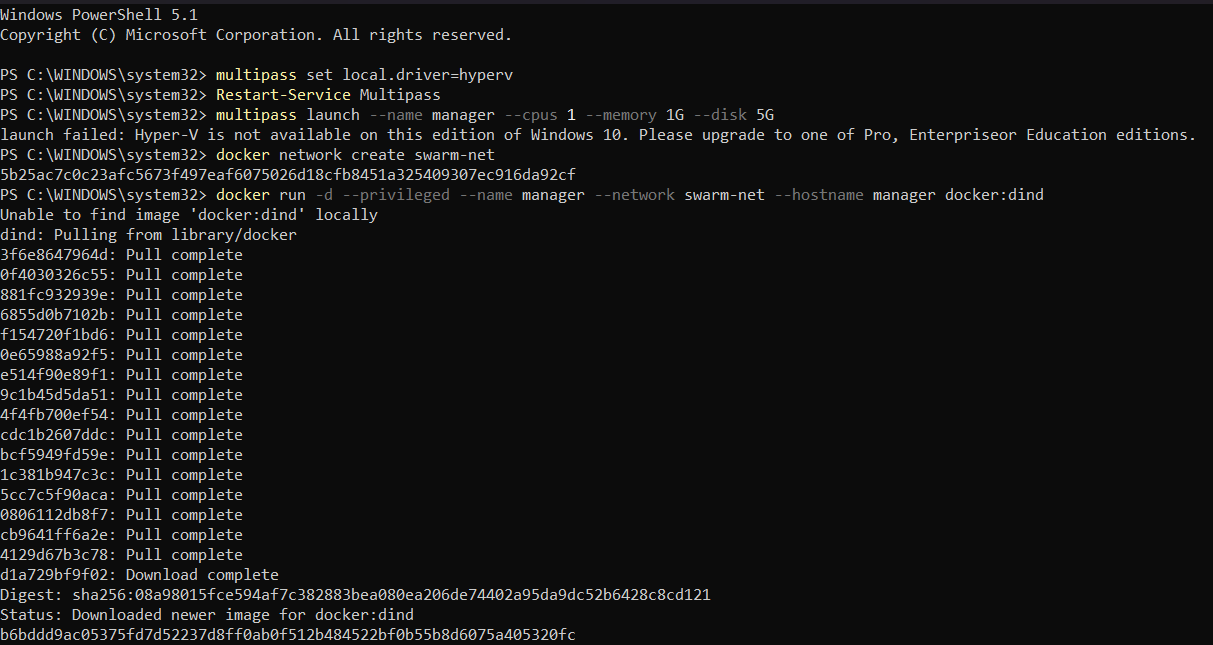 Windows PowerShell 5.1
Copyright (C) Microsoft Corporation. All rights reserved.
PS C:\WINDOWS\system32> multipass set local.driver=hyperv
PS C:\WINDOWS\system32> Restart-Service Multipass
PS C:\WINDOWS\system32> multipass launch --name manager --cpus 1 --memory 1G --disk 5G
launch failed: Hyper-V is not available on this edition of Windows 10. Please upgrade to one of Pro, Enterpriseor Education editions.
PS C:\WINDOWS\system32> docker network create swarm-net
5b25ac7c0c23afc5673f497eaf6075026d18cfb8451a325409307ec916da92cf
PS C:\WINDOWS\system32> docker run -d --privileged --name manager --network swarm-net --hostname manager docker:dind
Unable to find image 'docker:dind' locally
dind: Pulling from library/docker
3f6e8647964d: Pull complete
0f4030326c55: Pull complete
881fc932939e: Pull complete
6855d0b7102b: Pull complete
f154720f1bd6: Pull complete
0e65988a92f5: Pull complete
e514f90e89f1: Pull complete
9c1b45d5da51: Pull complete
4f4fb700ef54: Pull complete
cdc1b2607ddc: Pull complete
bcf5949fd59e: Pull complete
1c381b947c3c: Pull complete
5cc7c5f90aca: Pull complete
0806112db8f7: Pull complete
cb9641ff6a2e: Pull complete
4129d67b3c78: Pull complete
d1a729bf9f02: Download complete
Digest: sha256:08a98015fce594af7c382883bea080ea206de74402a95da9dc52b6428c8cd121
Status: Downloaded newer image for docker:dind
b6bddd9ac05375fd7d52237d8ff0ab0f512b484522bf0b55b8d6075a405320fc